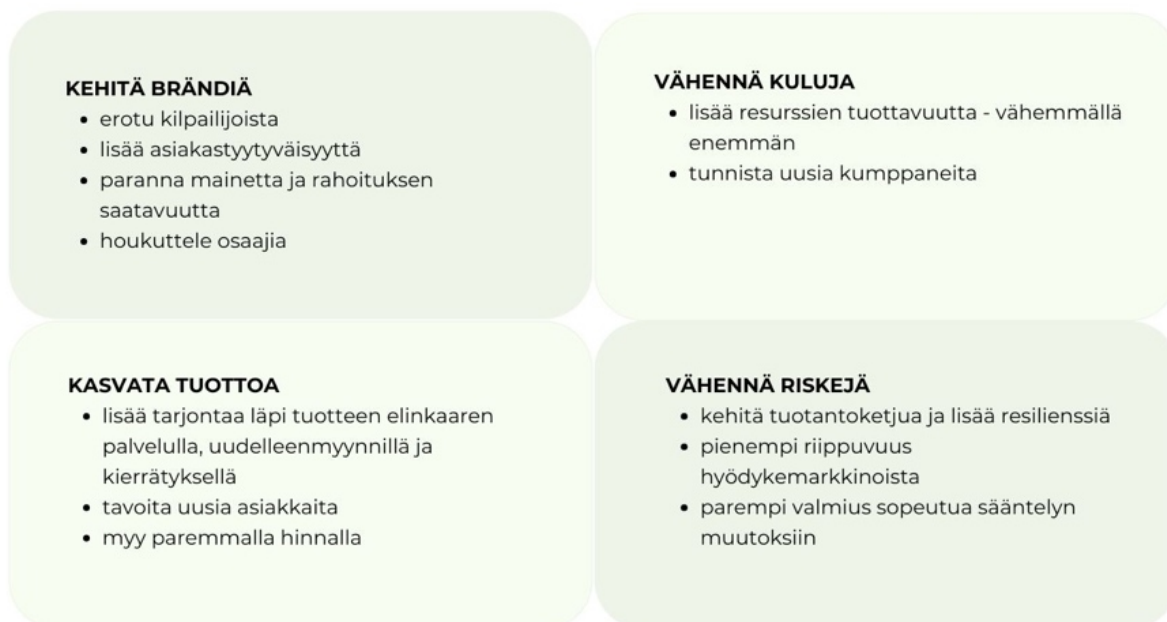 KEHITÄ BRÄNDIÄ
• erotu kilpailijoista
• lisää asiakastyytyväisyyttä
• paranna mainetta ja rahoituksen
saatavuutta
• houkuttele osaajia
VÄHENNÄ KULUJA
• lisää resurssien tuottavuutta - vähemmällä
enemmän
• tunnista uusia kumppaneita
KASVATA TUOTTOA
• lisää tarjontaa läpi tuotteen elinkaaren
palvelulla, uudelleenmyynnillä ja
kierrätyksellä
• tavoita uusia asiakkaita
• myy paremmalla hinnalla
VÄHENNÄ RISKEJÄ
• kehitä tuotantoketjua ja lisää resilienssiä
• pienempi riippuvuus
hyödykemarkkinoista
• parempi valmius sopeutua sääntelyn
muutoksiin